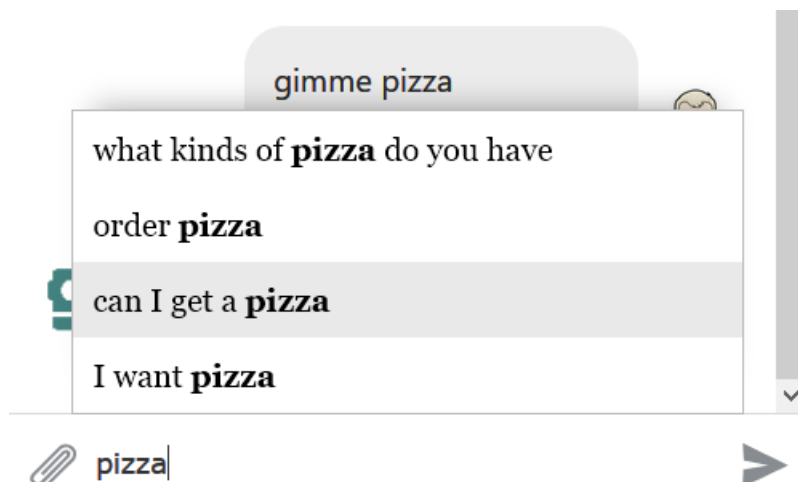 gimme pizza
what kinds of pizza do you have
order pizza
can I get a pizza
I want pizza
pizza